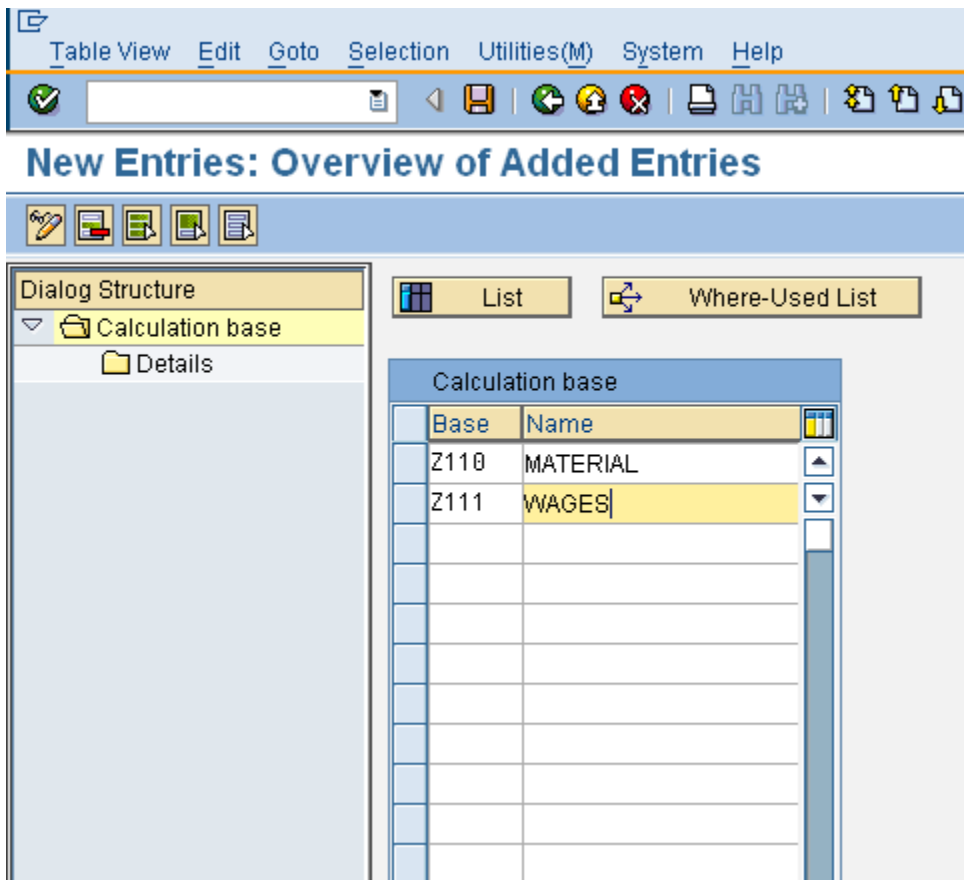 Table View Edit Goto Selection Utilities(M) System Help
New Entries: Overview of Added Entries
Dialog Structure
Calculation base
Details
List Where-Used List
Calculation base
Base Name
Z110 MATERIAL
Z111 WAGES